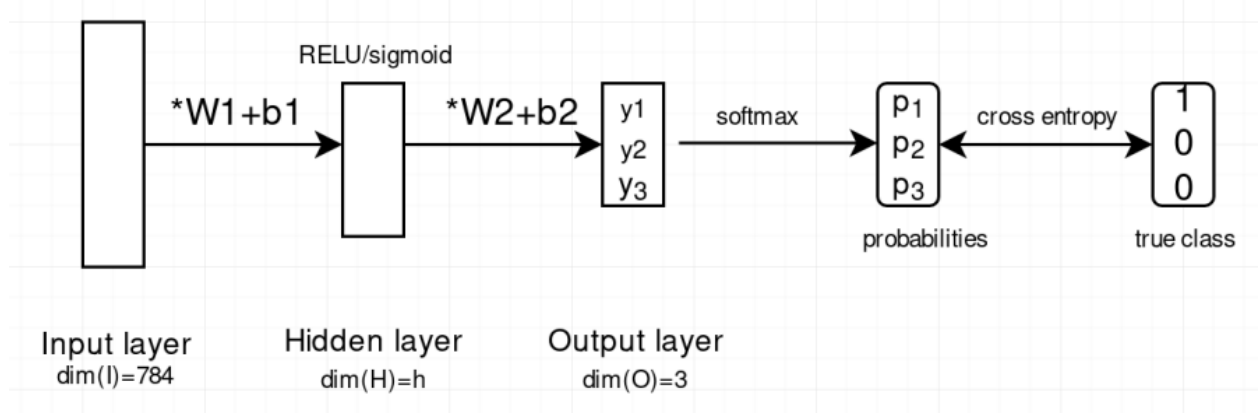 RELU/sigmoid
*W1+b1
*W2+b2
y1
y2
y3
softmax
p1
p2
p3
cross entropy
1
0
0
probabilities
true class
Input layer
dim(I)=784
Hidden layer
dim(H)=h
Output layer
dim(O)=3